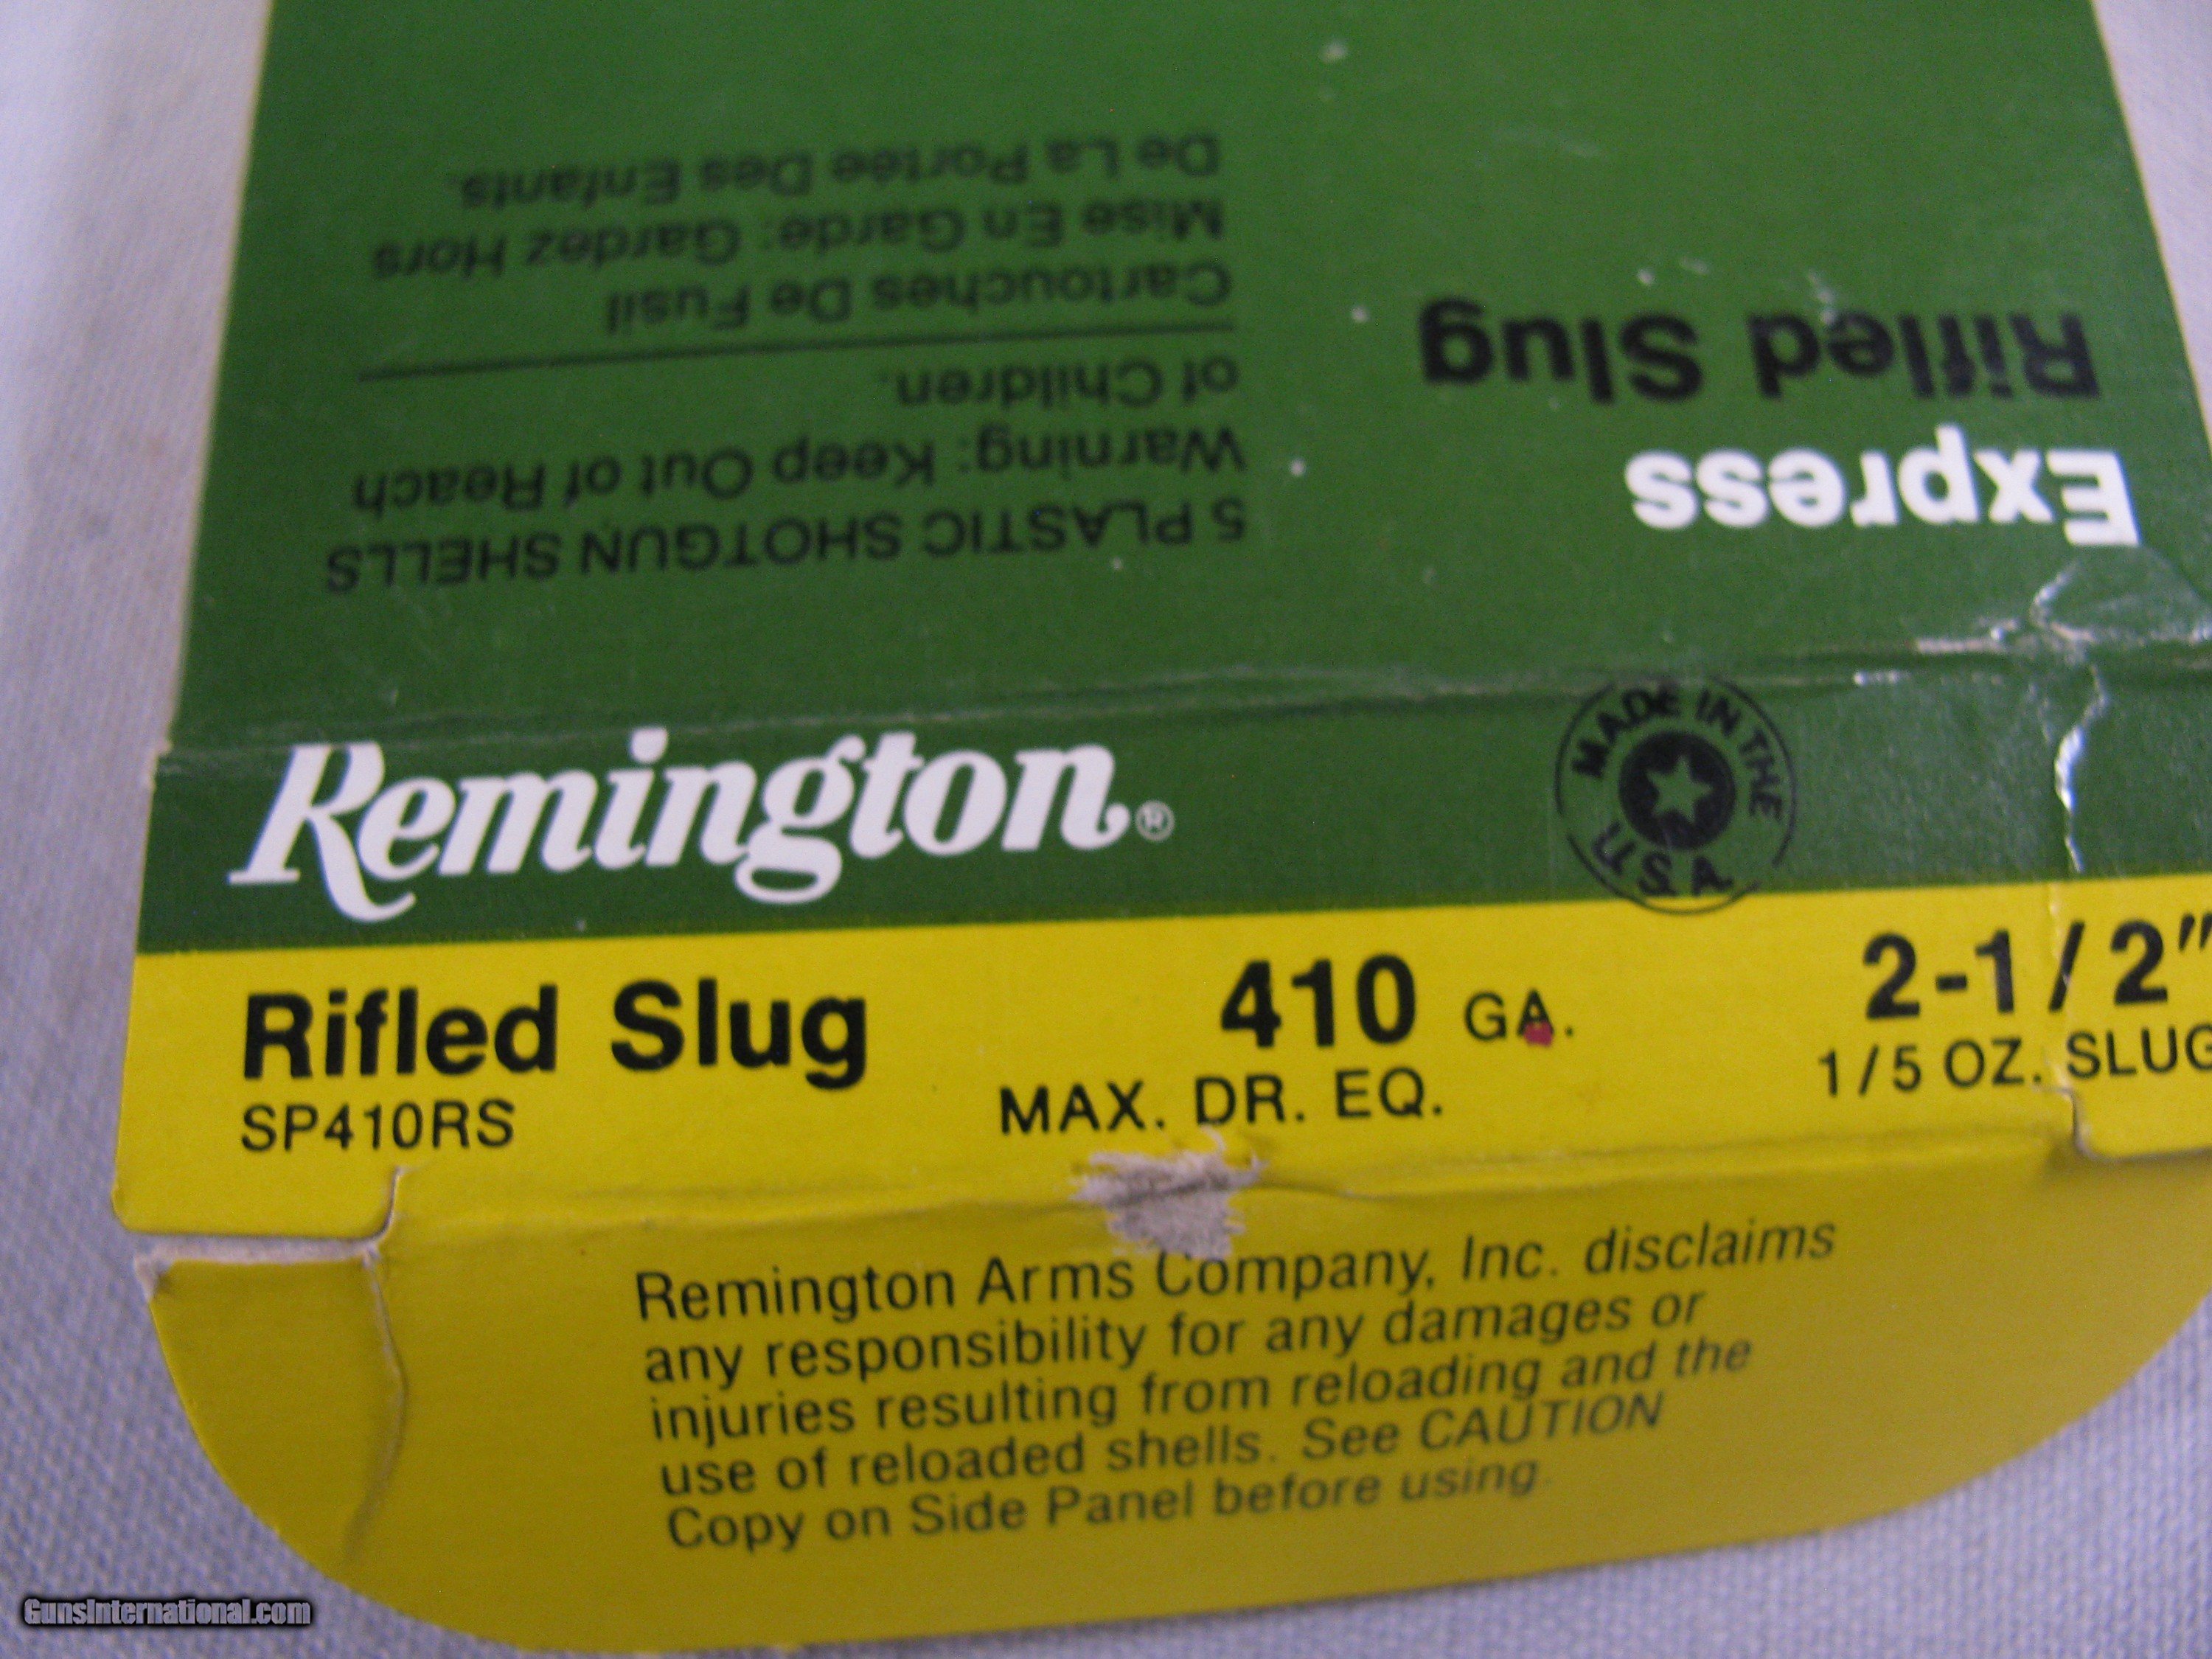 Express
Rifled Slug
5 PLASTIC SHOTGUN SHELLS
Warning: Keep Out of Reach
of Children.
Cartouches De Fusil
Mise En Garde: Gardez Hors
De La Portée Des Enfants.
Remington®
MADE IN THE
U.S.A.
Rifled Slug 410 GA. 2-1/2"
SP410RS MAX. DR. EQ. 1/5 OZ. SLUG
Remington Arms Company, Inc. disclaims
any responsibility for any damages or
injuries resulting from reloading and the
use of reloaded shells. See CAUTION
Copy on Side Panel before using.
GunsInternational.com